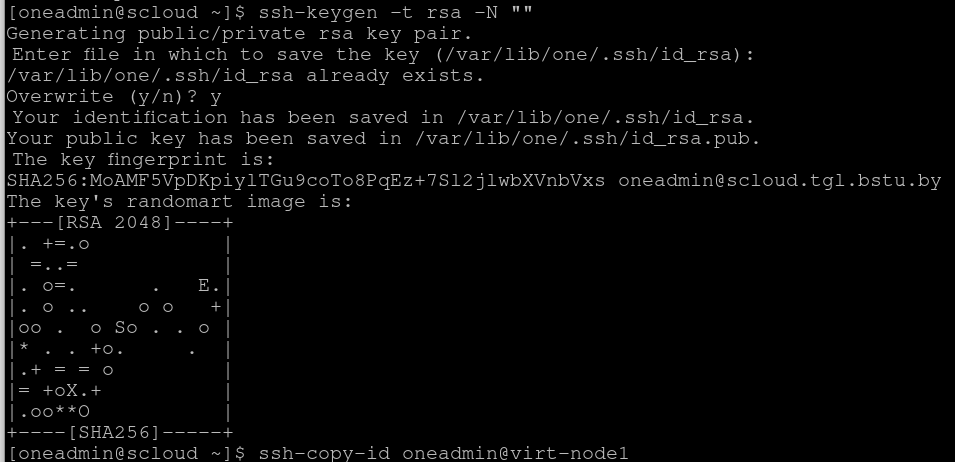 [oneadmin@scloud ~]$ ssh-keygen -t rsa -N ""
Generating public/private rsa key pair.
Enter file in which to save the key (/var/lib/one/.ssh/id_rsa):
/var/lib/one/.ssh/id_rsa already exists.
Overwrite (y/n)? y
Your identification has been saved in /var/lib/one/.ssh/id_rsa.
Your public key has been saved in /var/lib/one/.ssh/id_rsa.pub.
The key fingerprint is:
SHA256:MoAMF5VpDKpiylTGu9coTo8PqEz+7Sl2jlwbXVnbVxs oneadmin@scloud.tgl.bstu.by
The key's randomart image is:
+---[RSA 2048]----+
|. +=.o           |
| =..=            |
|. o=.      .   E.|
|. o ..    o o   +|
|oo .  o So . . o |
|* . . +o.     .  |
|.+ = = o         |
|= +oX.+          |
|.oo**O           |
+----[SHA256]-----+
[oneadmin@scloud ~]$ ssh-copy-id oneadmin@virt-node1